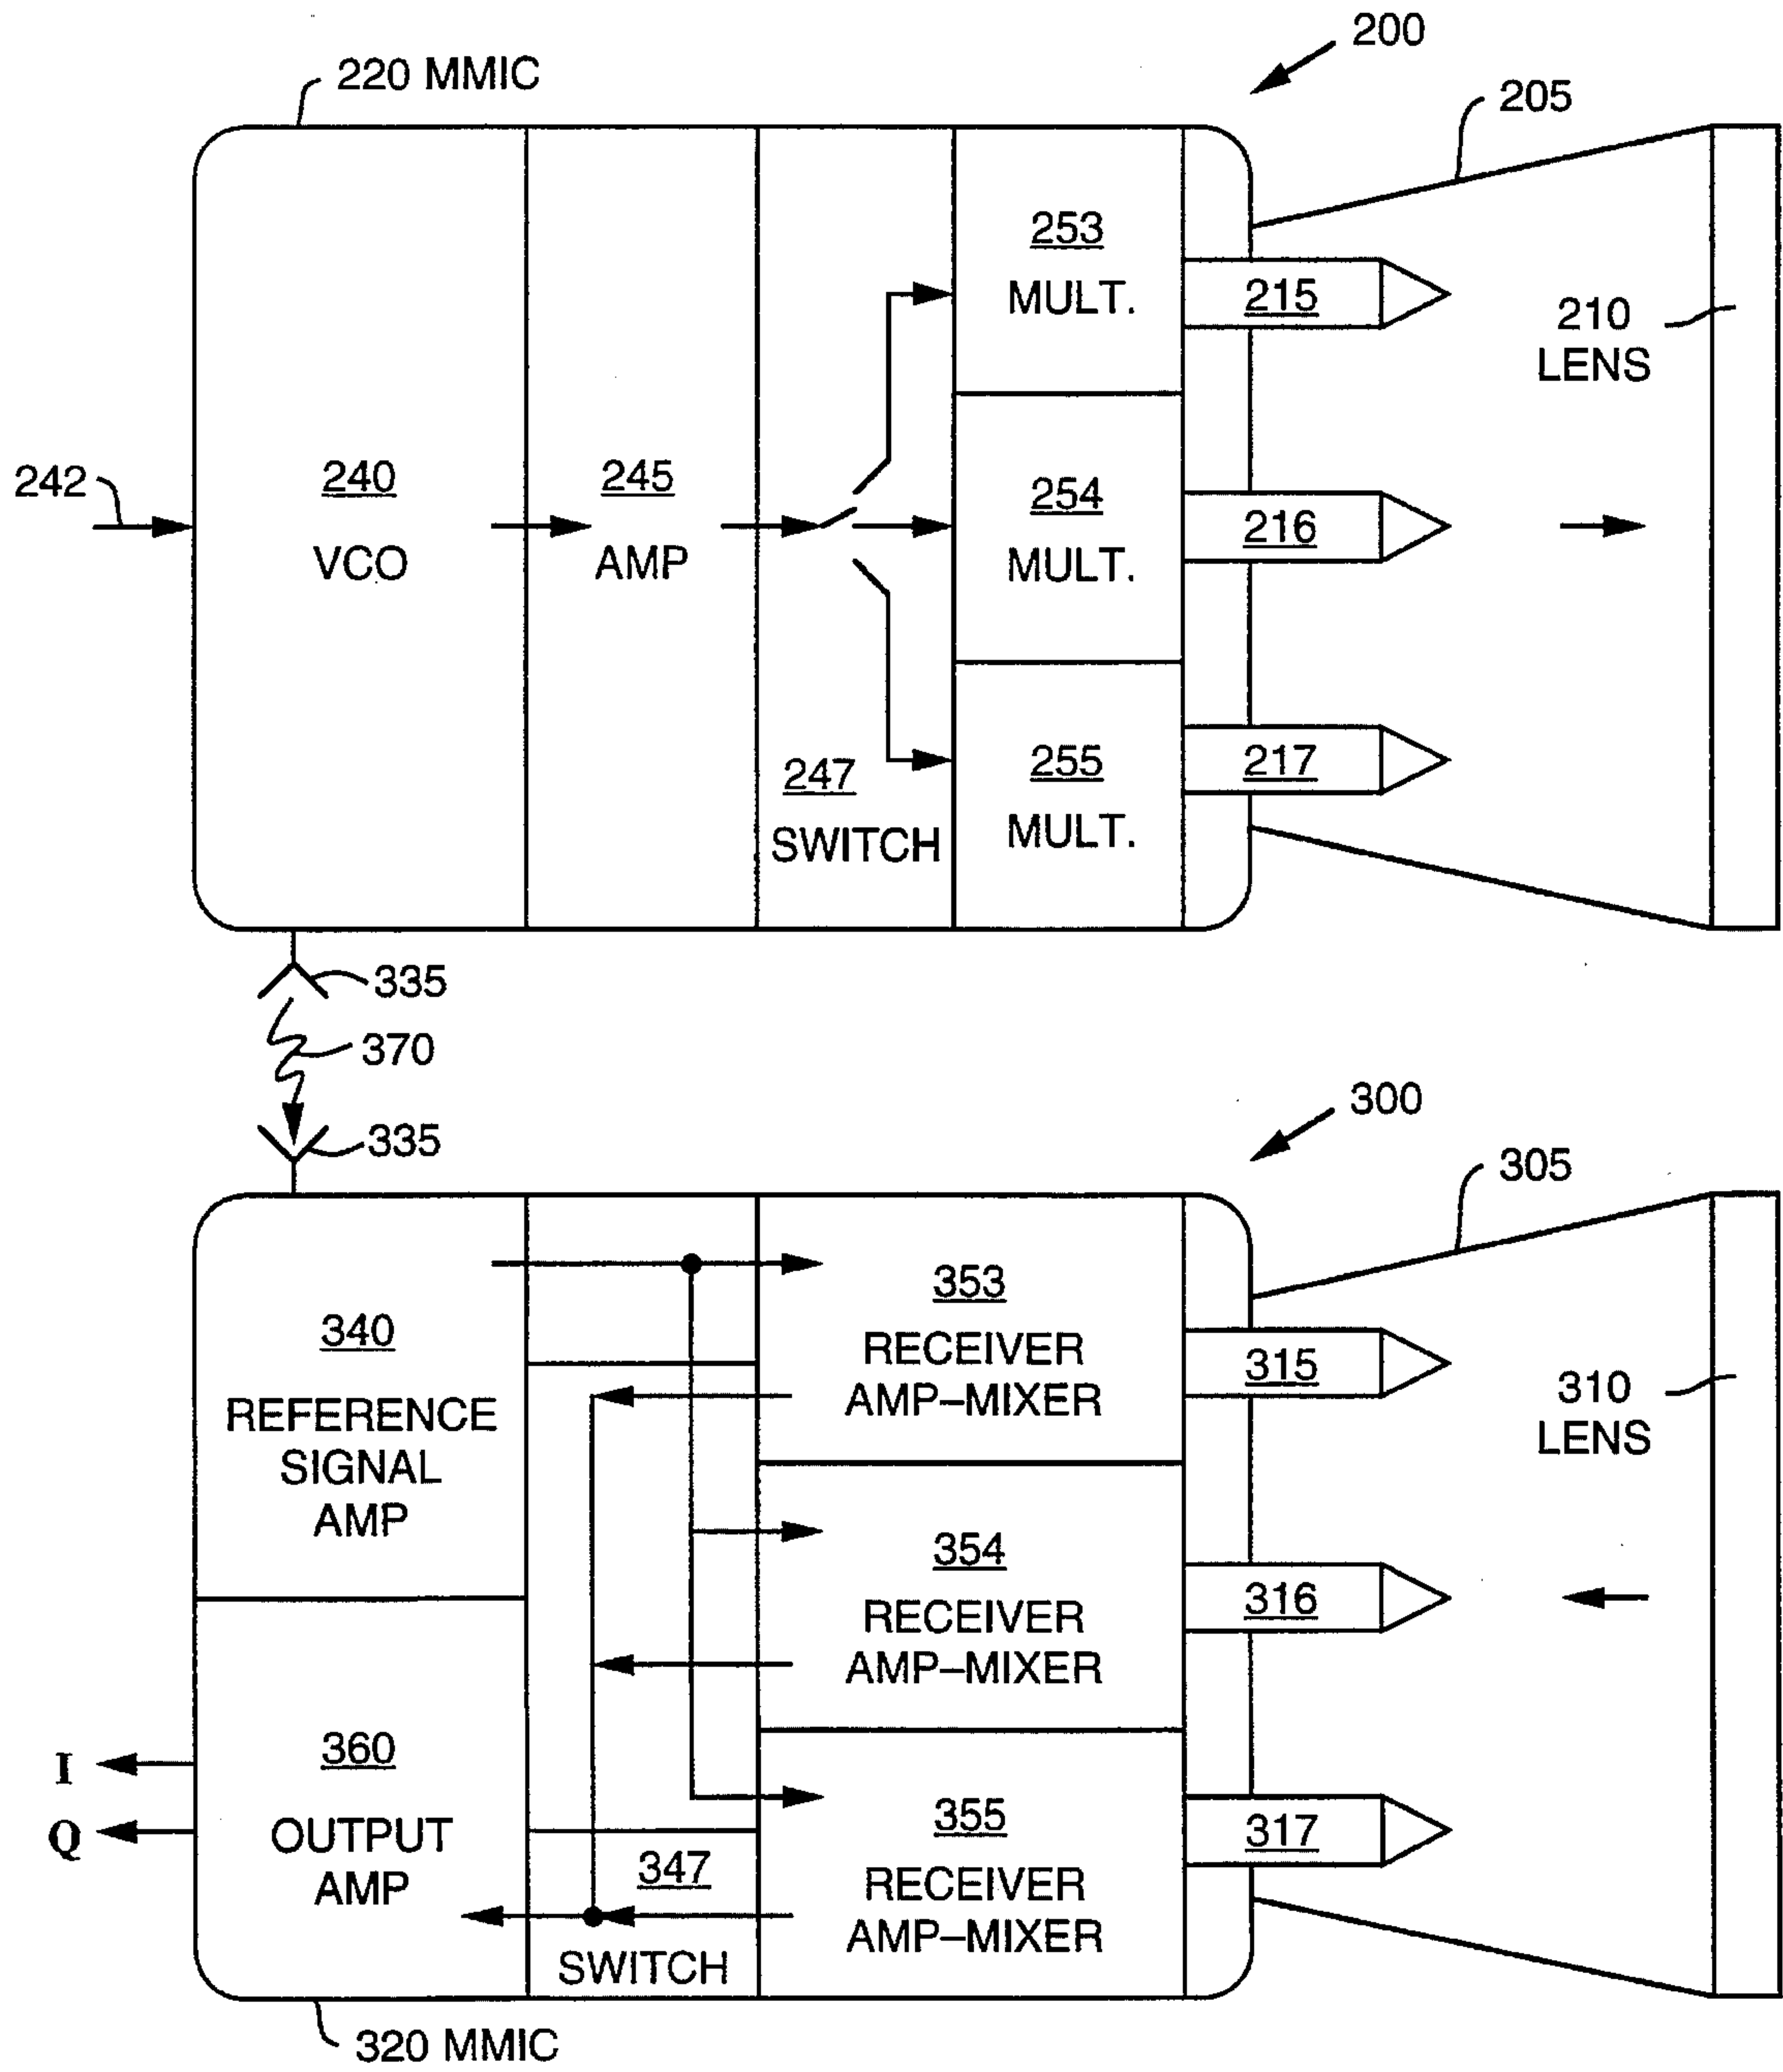 200
220 MMIC
205
253
MULT.
215
210
LENS
242
240
VCO
245
AMP
254
MULT.
216
247
SWITCH
255
MULT.
217
335
370
335
300
305
340
REFERENCE
SIGNAL
AMP
353
RECEIVER
AMP–MIXER
315
310
LENS
354
RECEIVER
AMP–MIXER
316
I
Q
360
OUTPUT
AMP
347
SWITCH
355
RECEIVER
AMP–MIXER
317
320 MMIC